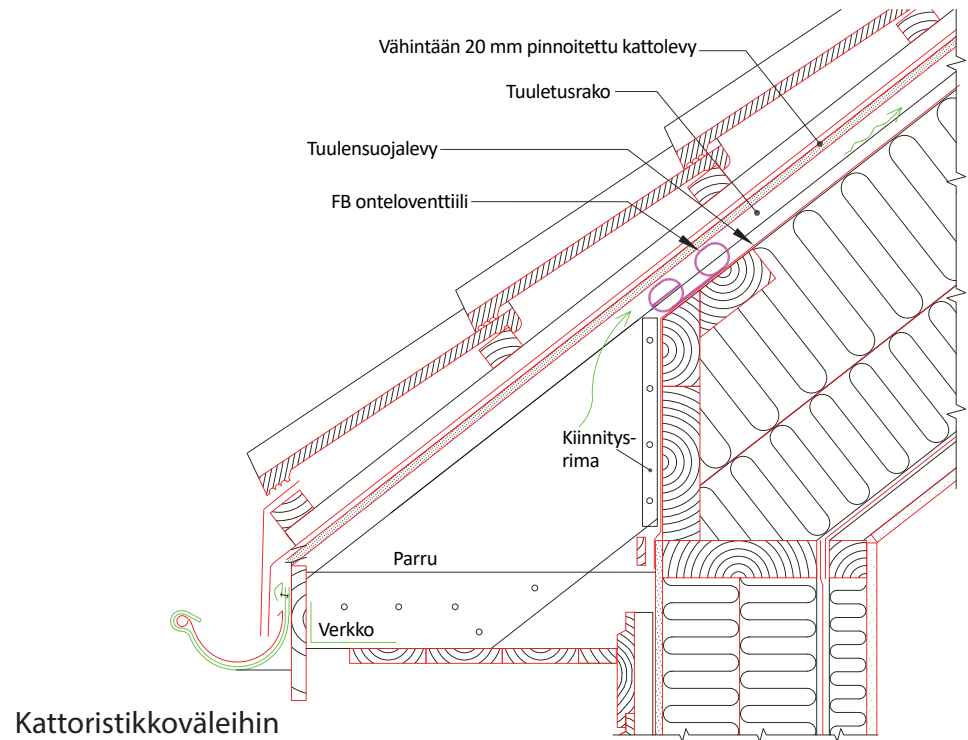 Vähintään 20 mm pinnoitettu kattolevy
Tuuletusrako
Tuulensuojalevy
FB onteloventtiili
Kiinnitys-
rima
Parru
Verkko
Kattoristikkoväleihin